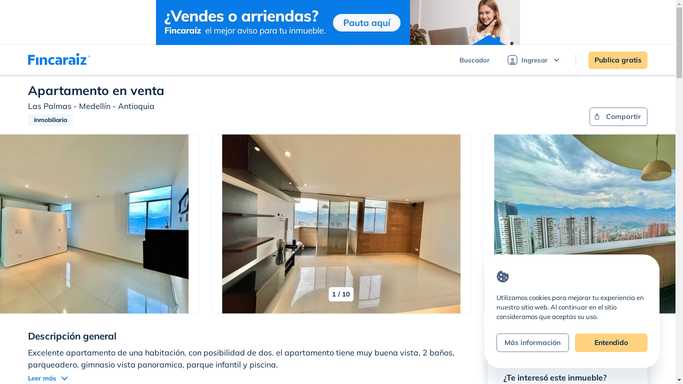 ¿Vendes o arriendas?
Fincaraíz el mejor aviso para tu inmueble.
Pauta aquí
Fincaraíz
Buscador
Ingresar
Publica gratis
Apartamento en venta
Las Palmas - Medellín - Antioquia
Inmobiliaria
Compartir
1 / 10
Utilizamos cookies para mejorar tu experiencia en
nuestro sitio web. Al continuar en el sitio
consideramos que aceptas su uso.
Más información
Entendido
Descripción general
Excelente apartamento de una habitación, con posibilidad de dos. el apartamento tiene muy buena vista, 2 baños,
parqueadero. gimnasio vista panoramica, parque infantil y piscina.
Leer más
¿Te interesó este inmueble?